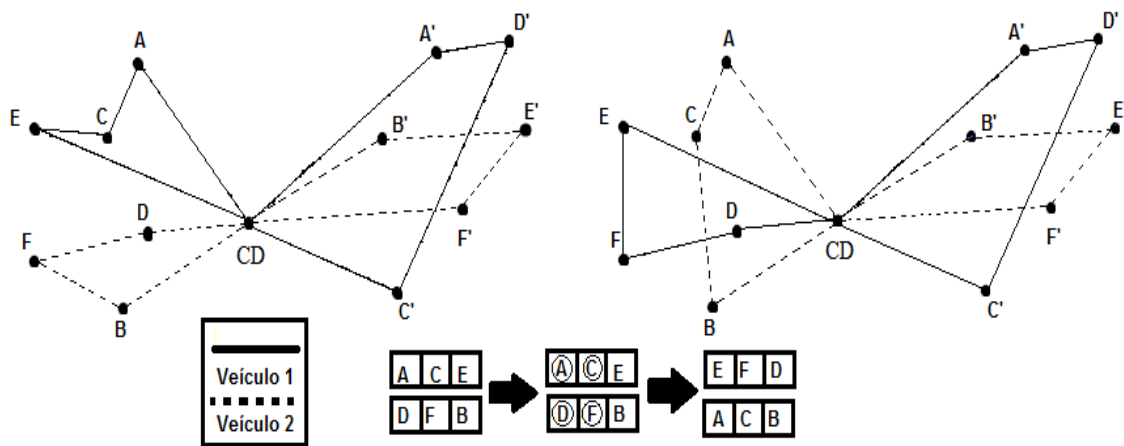 A
C
E
D
F
B
CD
A'
D'
B'
E'
F'
C'
A
C
E
D
F
B
CD
A'
D'
B'
E'
F'
C'
Veículo 1
Veículo 2
A C E
D F B
A C E
D F B
E F D
A C B